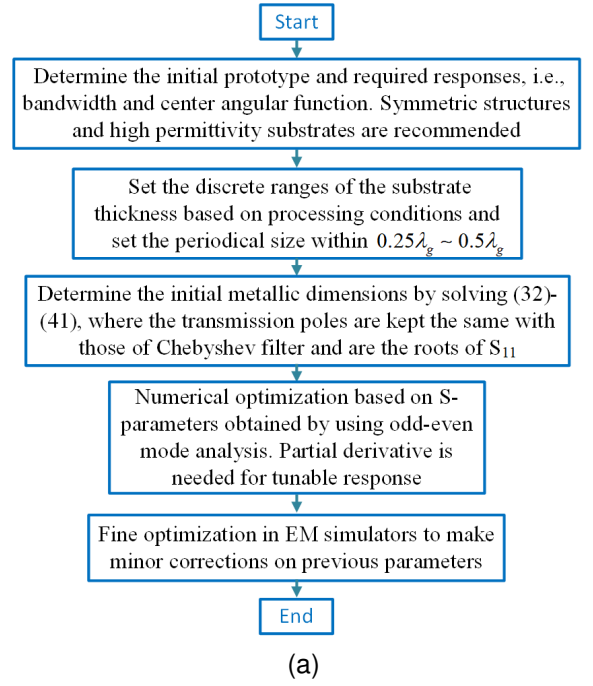 Start
Determine the initial prototype and required responses, i.e.,
bandwidth and center angular function. Symmetric structures
and high permittivity substrates are recommended
Set the discrete ranges of the substrate
thickness based on processing conditions and
set the periodical size within 0.25λg ~ 0.5λg
Determine the initial metallic dimensions by solving (32)-
(41), where the transmission poles are kept the same with
those of Chebyshev filter and are the roots of S11
Numerical optimization based on S-
parameters obtained by using odd-even
mode analysis. Partial derivative is
needed for tunable response
Fine optimization in EM simulators to make
minor corrections on previous parameters
End
(a)